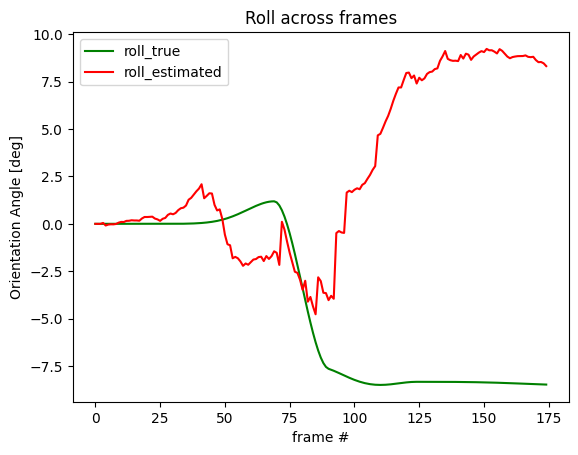 Roll across frames
roll_true
roll_estimated
Orientation Angle [deg]
10.0
7.5
5.0
2.5
0.0
−2.5
−5.0
−7.5
0 25 50 75 100 125 150 175
frame #